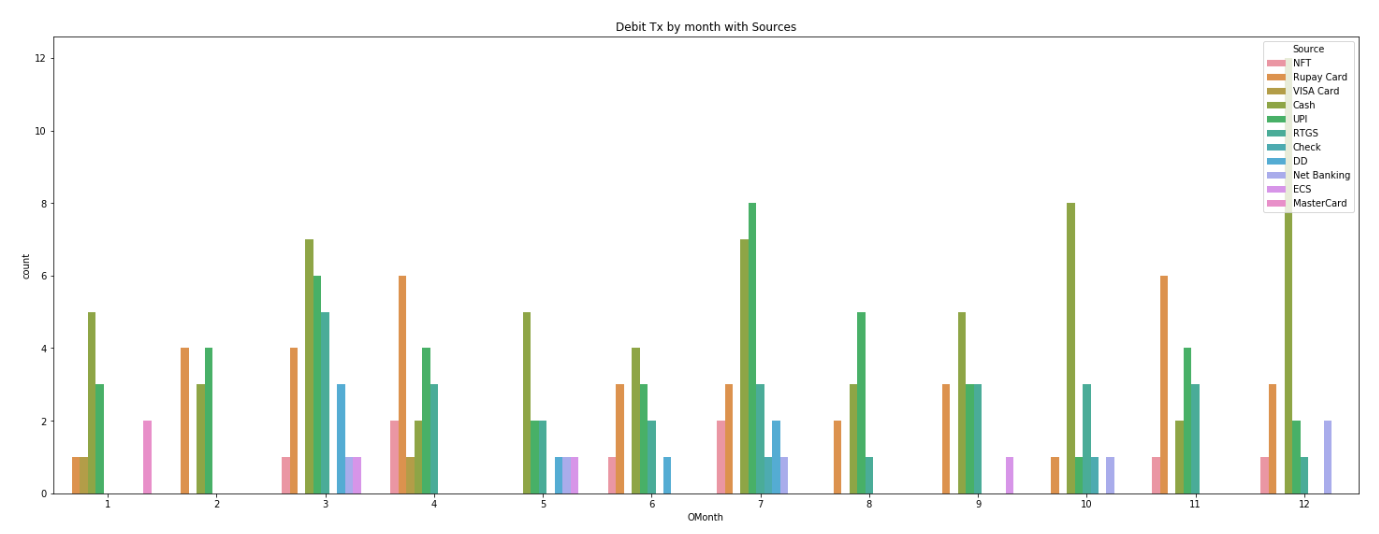 Debit Tx by month with Sources
12
10
8
6
4
2
0
count
1 2 3 4 5 6 7 8 9 10 11 12
OMonth
Source
NFT
Rupay Card
VISA Card
Cash
UPI
RTGS
Check
DD
Net Banking
ECS
MasterCard